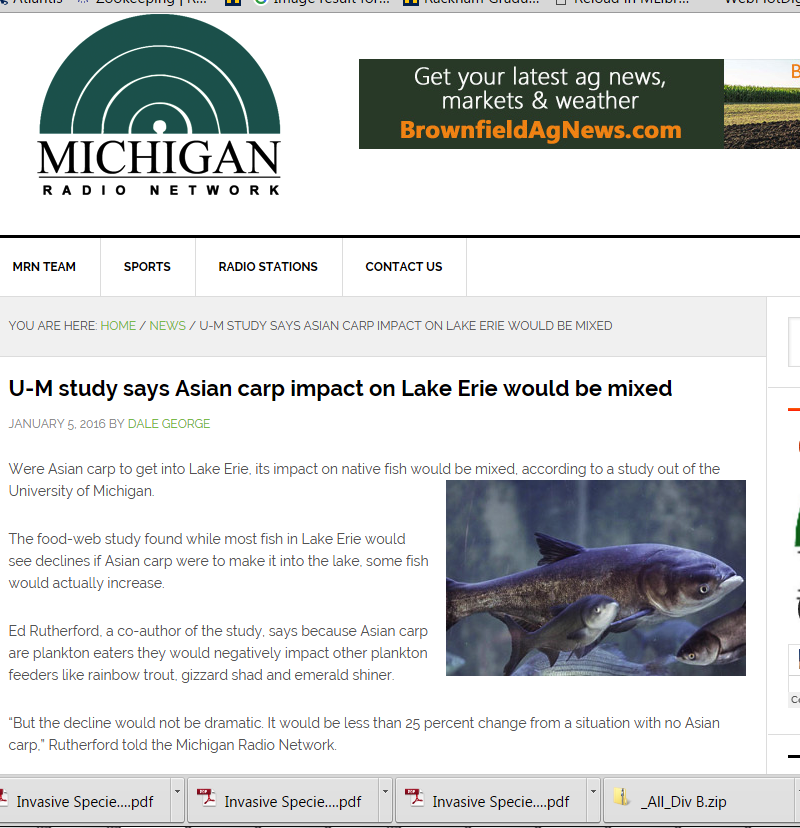 Atlantis
Zookeeping | R...
Image result for...
Rackham Gradu...
Reload in MLibr...
WebPlotDig
MICHIGAN
RADIO NETWORK
Get your latest ag news,
markets & weather
BrownfieldAgNews.com
B
MRN TEAM
SPORTS
RADIO STATIONS
CONTACT US
YOU ARE HERE: HOME / NEWS / U-M STUDY SAYS ASIAN CARP IMPACT ON LAKE ERIE WOULD BE MIXED
U-M study says Asian carp impact on Lake Erie would be mixed
JANUARY 5, 2016 BY DALE GEORGE
Were Asian carp to get into Lake Erie, its impact on native fish would be mixed, according to a study out of the
University of Michigan.
The food-web study found while most fish in Lake Erie would
see declines if Asian carp were to make it into the lake, some fish
would actually increase.
Ed Rutherford, a co-author of the study, says because Asian carp
are plankton eaters they would negatively impact other plankton
feeders like rainbow trout, gizzard shad and emerald shiner.
“But the decline would not be dramatic. It would be less than 25 percent change from a situation with no Asian
carp,” Rutherford told the Michigan Radio Network.
Invasive Specie....pdf
Invasive Specie....pdf
Invasive Specie....pdf
_All_Div B.zip